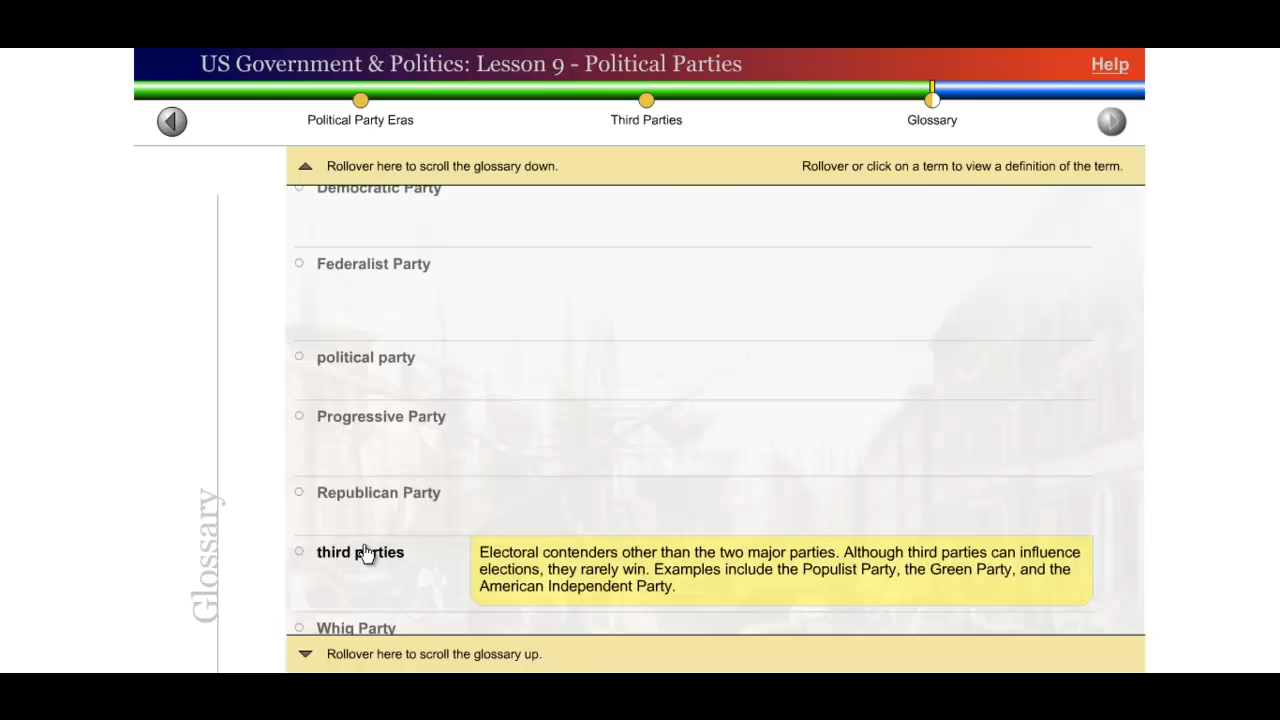 US Government & Politics: Lesson 9 - Political Parties
Help
Political Party Eras
Third Parties
Glossary
Rollover here to scroll the glossary down.
Rollover or click on a term to view a definition of the term.
Democratic Party
Federalist Party
political party
Progressive Party
Republican Party
third parties
Electoral contenders other than the two major parties. Although third parties can influence
elections, they rarely win. Examples include the Populist Party, the Green Party, and the
American Independent Party.
Whig Party
Rollover here to scroll the glossary up.
Glossary